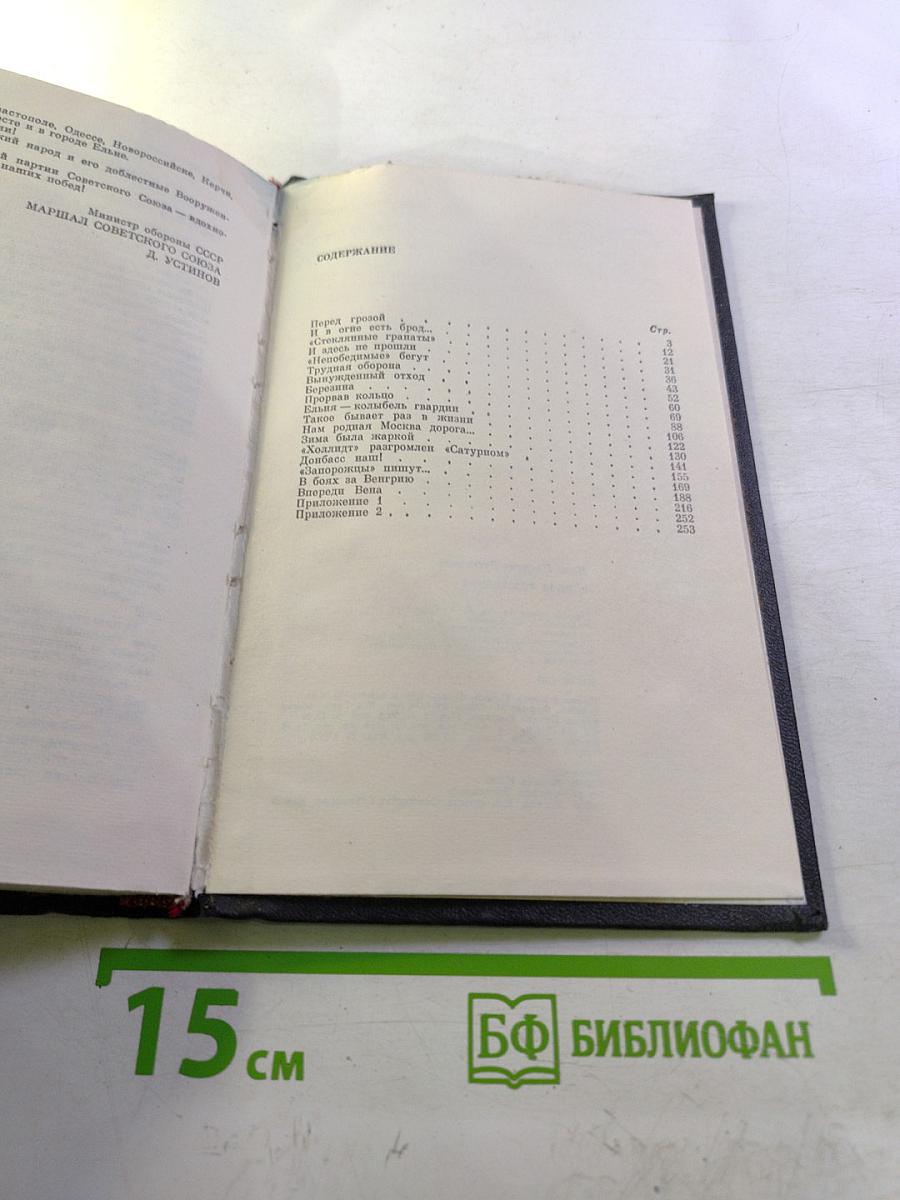 настополе, Одессе, Новороссийске, Керчи,
сте и в городе Ельне.
ни!
кий народ и его доблестные Вооружен-
й партии Советского Союза — вдохно-
наших побед!
Министр обороны СССР
МАРШАЛ СОВЕТСКОГО СОЮЗА
Д. УСТИНОВ
СОДЕРЖАНИЕ
Стр.
Перед грозой . . . 3
И в огне есть брод... . . . 12
«Стеклянные гранаты» . . . 21
И здесь не прошли . . . 31
«Непобедимые» бегут . . . 36
Трудная оборона . . . 43
Вынужденный отход . . . 52
Березина . . . 60
Прорвав кольцо . . . 69
Ельня — колыбель гвардии . . . 88
Такое бывает раз в жизни . . . 106
Нам родная Москва дорога... . . . 122
Зима была жаркой . . . 130
«Холлидт» разгромлен «Сатурном» . . . 141
Донбасс наш! . . . 155
«Запорожцы» пишут... . . . 169
В боях за Венгрию . . . 188
Впереди Вена . . . 216
Приложение 1 . . . 252
Приложение 2 . . . 253
15 см
БФ БИБЛИОФАН